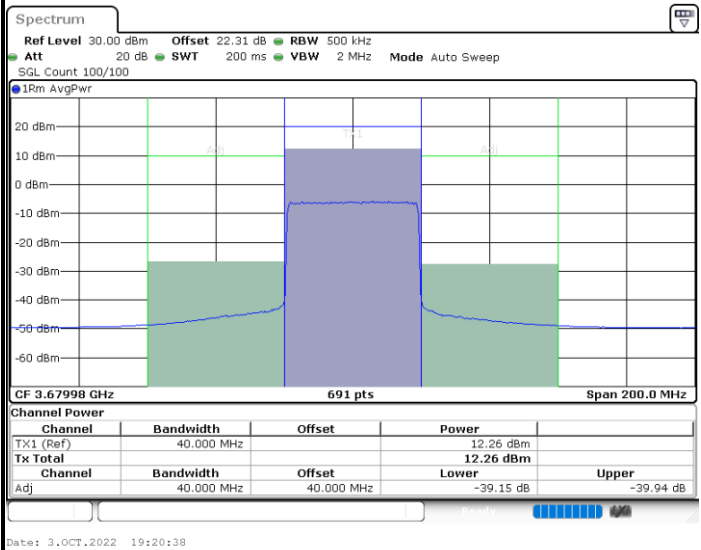 Spectrum
Ref Level 30.00 dBm Offset 22.31 dB RBW 500 kHz
Att 20 dB SWT 200 ms VBW 2 MHz Mode Auto Sweep
SGL Count 100/100
1Rm AvgPwr
20 dBm
TX1
10 dBm
Adj
Adj
0 dBm
-10 dBm
-20 dBm
-30 dBm
-40 dBm
-50 dBm
-60 dBm
CF 3.67998 GHz 691 pts Span 200.0 MHz
Channel Power
Channel Bandwidth Offset Power
TX1 (Ref) 40.000 MHz 12.26 dBm
Tx Total 12.26 dBm
Channel Bandwidth Offset Lower Upper
Adj 40.000 MHz 40.000 MHz -39.15 dB -39.94 dB
Ready
Date: 3.OCT.2022 19:20:38